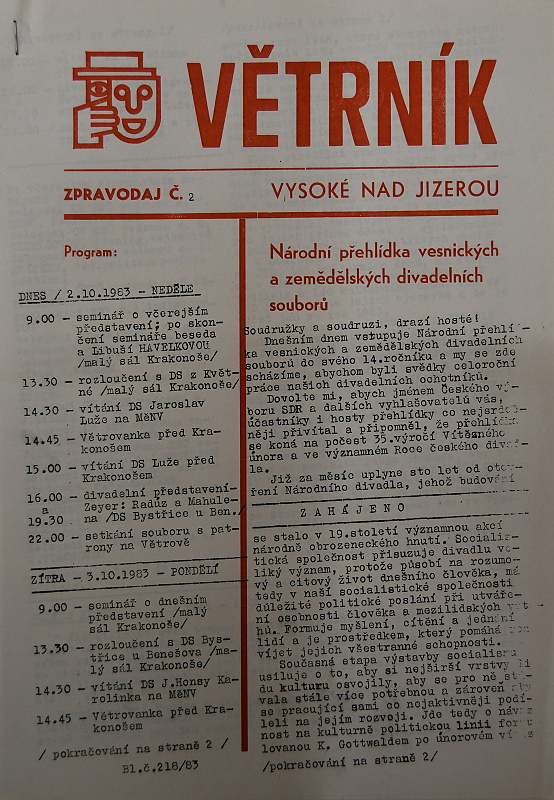 VĚTRNÍK
ZPRAVODAJ Č. 2
VYSOKÉ NAD JIZEROU
Program:
DNES / 2.10.1983 - NEDĚLE
9.00 - seminář o včerejším
představení; po skon-
čení semináře beseda
a Libuší HAVELKOVOU
/malý sál Krakonoše/
13.30 - rozloučení s DS z Květ-
né /malý sál Krakonoše/
14.30 - vítání DS Jaroslav
Luže na MěNV
14.45 - Větrovanka před Kra-
konošem
15.00 - vítání DS Luže před
Krakonošem
16.00 - divadelní představení-
a Zeyer: Radúz a Mahule-
19.30 na /DS Bystřice u Ben./
22.00 - setkání souboru s pat-
rony na Větrově
ZÍTRA - 3.10.1983 - PONDĚLÍ
9.00 - seminář o dnešním
představení /malý
sál Krakonoše/
13.30 - rozloučení s DS Bys-
třice u Benešova /ma-
lý sál Krakonoše/
14.30 - vítání DS J.Honsy Ka-
rolinka na MěNV
14.45 - Větrovanka před Kra-
konošem
/ pokračování na straně 2 /
Bl.č.218/83
Národní přehlídka vesnických
a zemědělských divadelních
souborů
Soudružky a soudruzi, drazí hosté!
Dnešním dnem vstupuje Národní přehlí-
ka vesnických a zemědělských divadelních
souborů do svého 14.ročníku a my se zde
scházíme, abychom byli svědky celoroční
práce našich divadelních ochotníků.
Dovolte mi, abych jménem Českého vý-
boru SDR a dalších vyhlašovatelů vás,
účastníky i hosty přehlídky co nejsrdeč-
něji přivítal a připomněl, že přehlídka
se koná na počest 35.výročí Vítězného
února a ve významném Roce českého divad-
la.
Již za měsíc uplyne sto let od otev-
ření Národního divadla, jehož budování
ZAHÁJENO
se stalo v 19.století významnou akcí
národně obrozeneckého hnutí. Socialis-
tická společnost přisuzuje divadlu ve-
liký význam, protože působí na rozumo-
vý a citový život dnešního člověka, má
tedy v naší socialistické společnosti
důležité politické poslání při utváře-
ní osobnosti člověka a mezilidských vzta-
hů. Formuje myšlení, cítění a jednání
lidí a je prostředkem, který pomáhá roz-
víjet jejich všestranné schopnosti.
Současná etapa výstavby socialismu
usiluje o to, aby si nejširší vrstvy li
du kulturu osvojily, aby se pro ně stá-
vala stále více potřebnou a zároveň aby
se pracující sami co nejaktivněji podí-
leli na jejím rozvoji. Jde tedy o náv
nost na kulturně politickou linii formu
lovanou K. Gottwaldem po únorovém
/pokračování na straně 2/